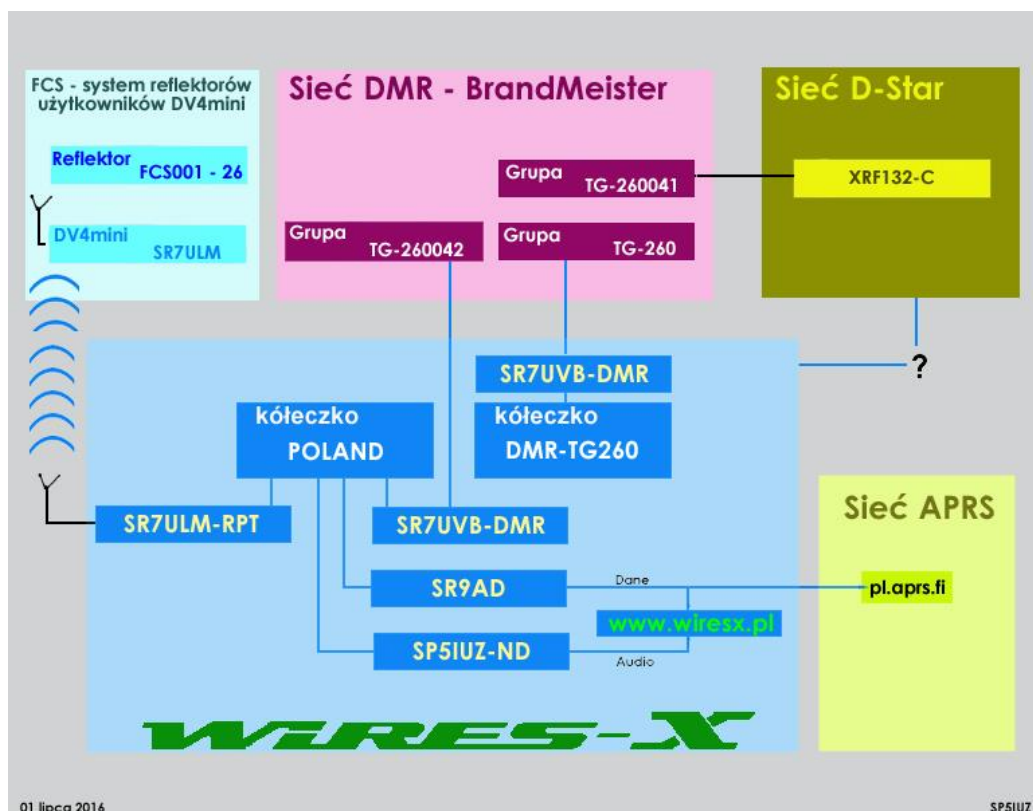 FCS - system reflektorów
użytkowników DV4mini
Reflektor
FCS001 - 26
DV4mini
SR7ULM
Sieć DMR - BrandMeister
Grupa
TG-260041
Grupa
TG-260042
Grupa
TG-260
Sieć D-Star
XRF132-C
?
SR7UVB-DMR
kółeczko
POLAND
kółeczko
DMR-TG260
SR7ULM-RPT
SR7UVB-DMR
SR9AD
Dane
www.wiresx.pl
SP5IUZ-ND
Audio
WiRES-X
Sieć APRS
pl.aprs.fi
01 lipca 2016
SP5IUZ